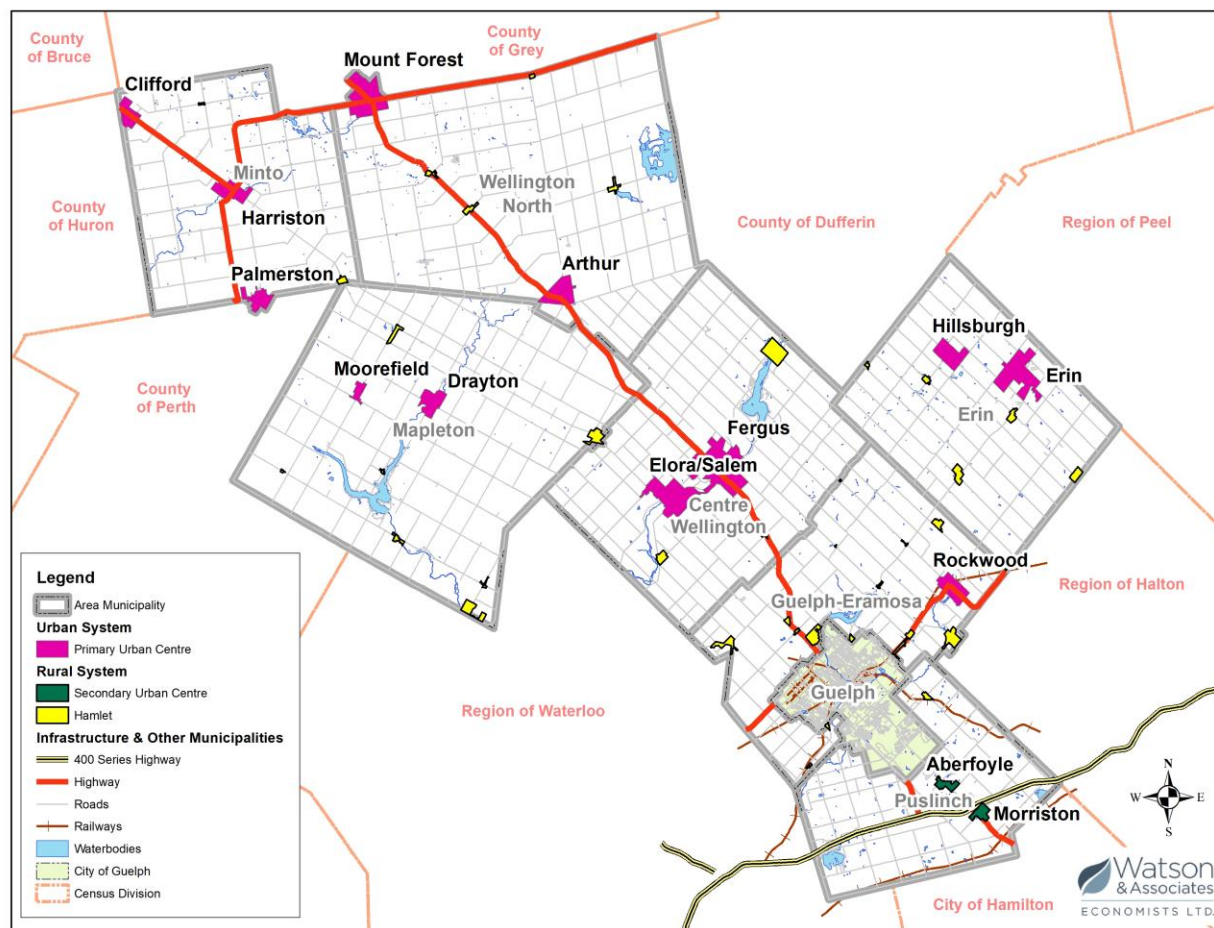 County
of Bruce
County
of Grey
Mount Forest
Clifford
Minto
Wellington
North
County
of Huron
Harriston
County of Dufferin
Region of Peel
Palmerston
Arthur
Hillsburgh
Erin
Erin
Moorefield
Drayton
County
of Perth
Mapleton
Fergus
Elora/Salem
Centre
Wellington
Rockwood
Region of Halton
Guelph-Eramosa
Guelph
Region of Waterloo
Aberfoyle
Puslinch
Morriston
City of Hamilton
Legend
Area Municipality
Urban System
Primary Urban Centre
Rural System
Secondary Urban Centre
Hamlet
Infrastructure & Other Municipalities
400 Series Highway
Highway
Roads
Railways
Waterbodies
City of Guelph
Census Division
N
W E
S
Watson
& Associates
ECONOMISTS LTD.